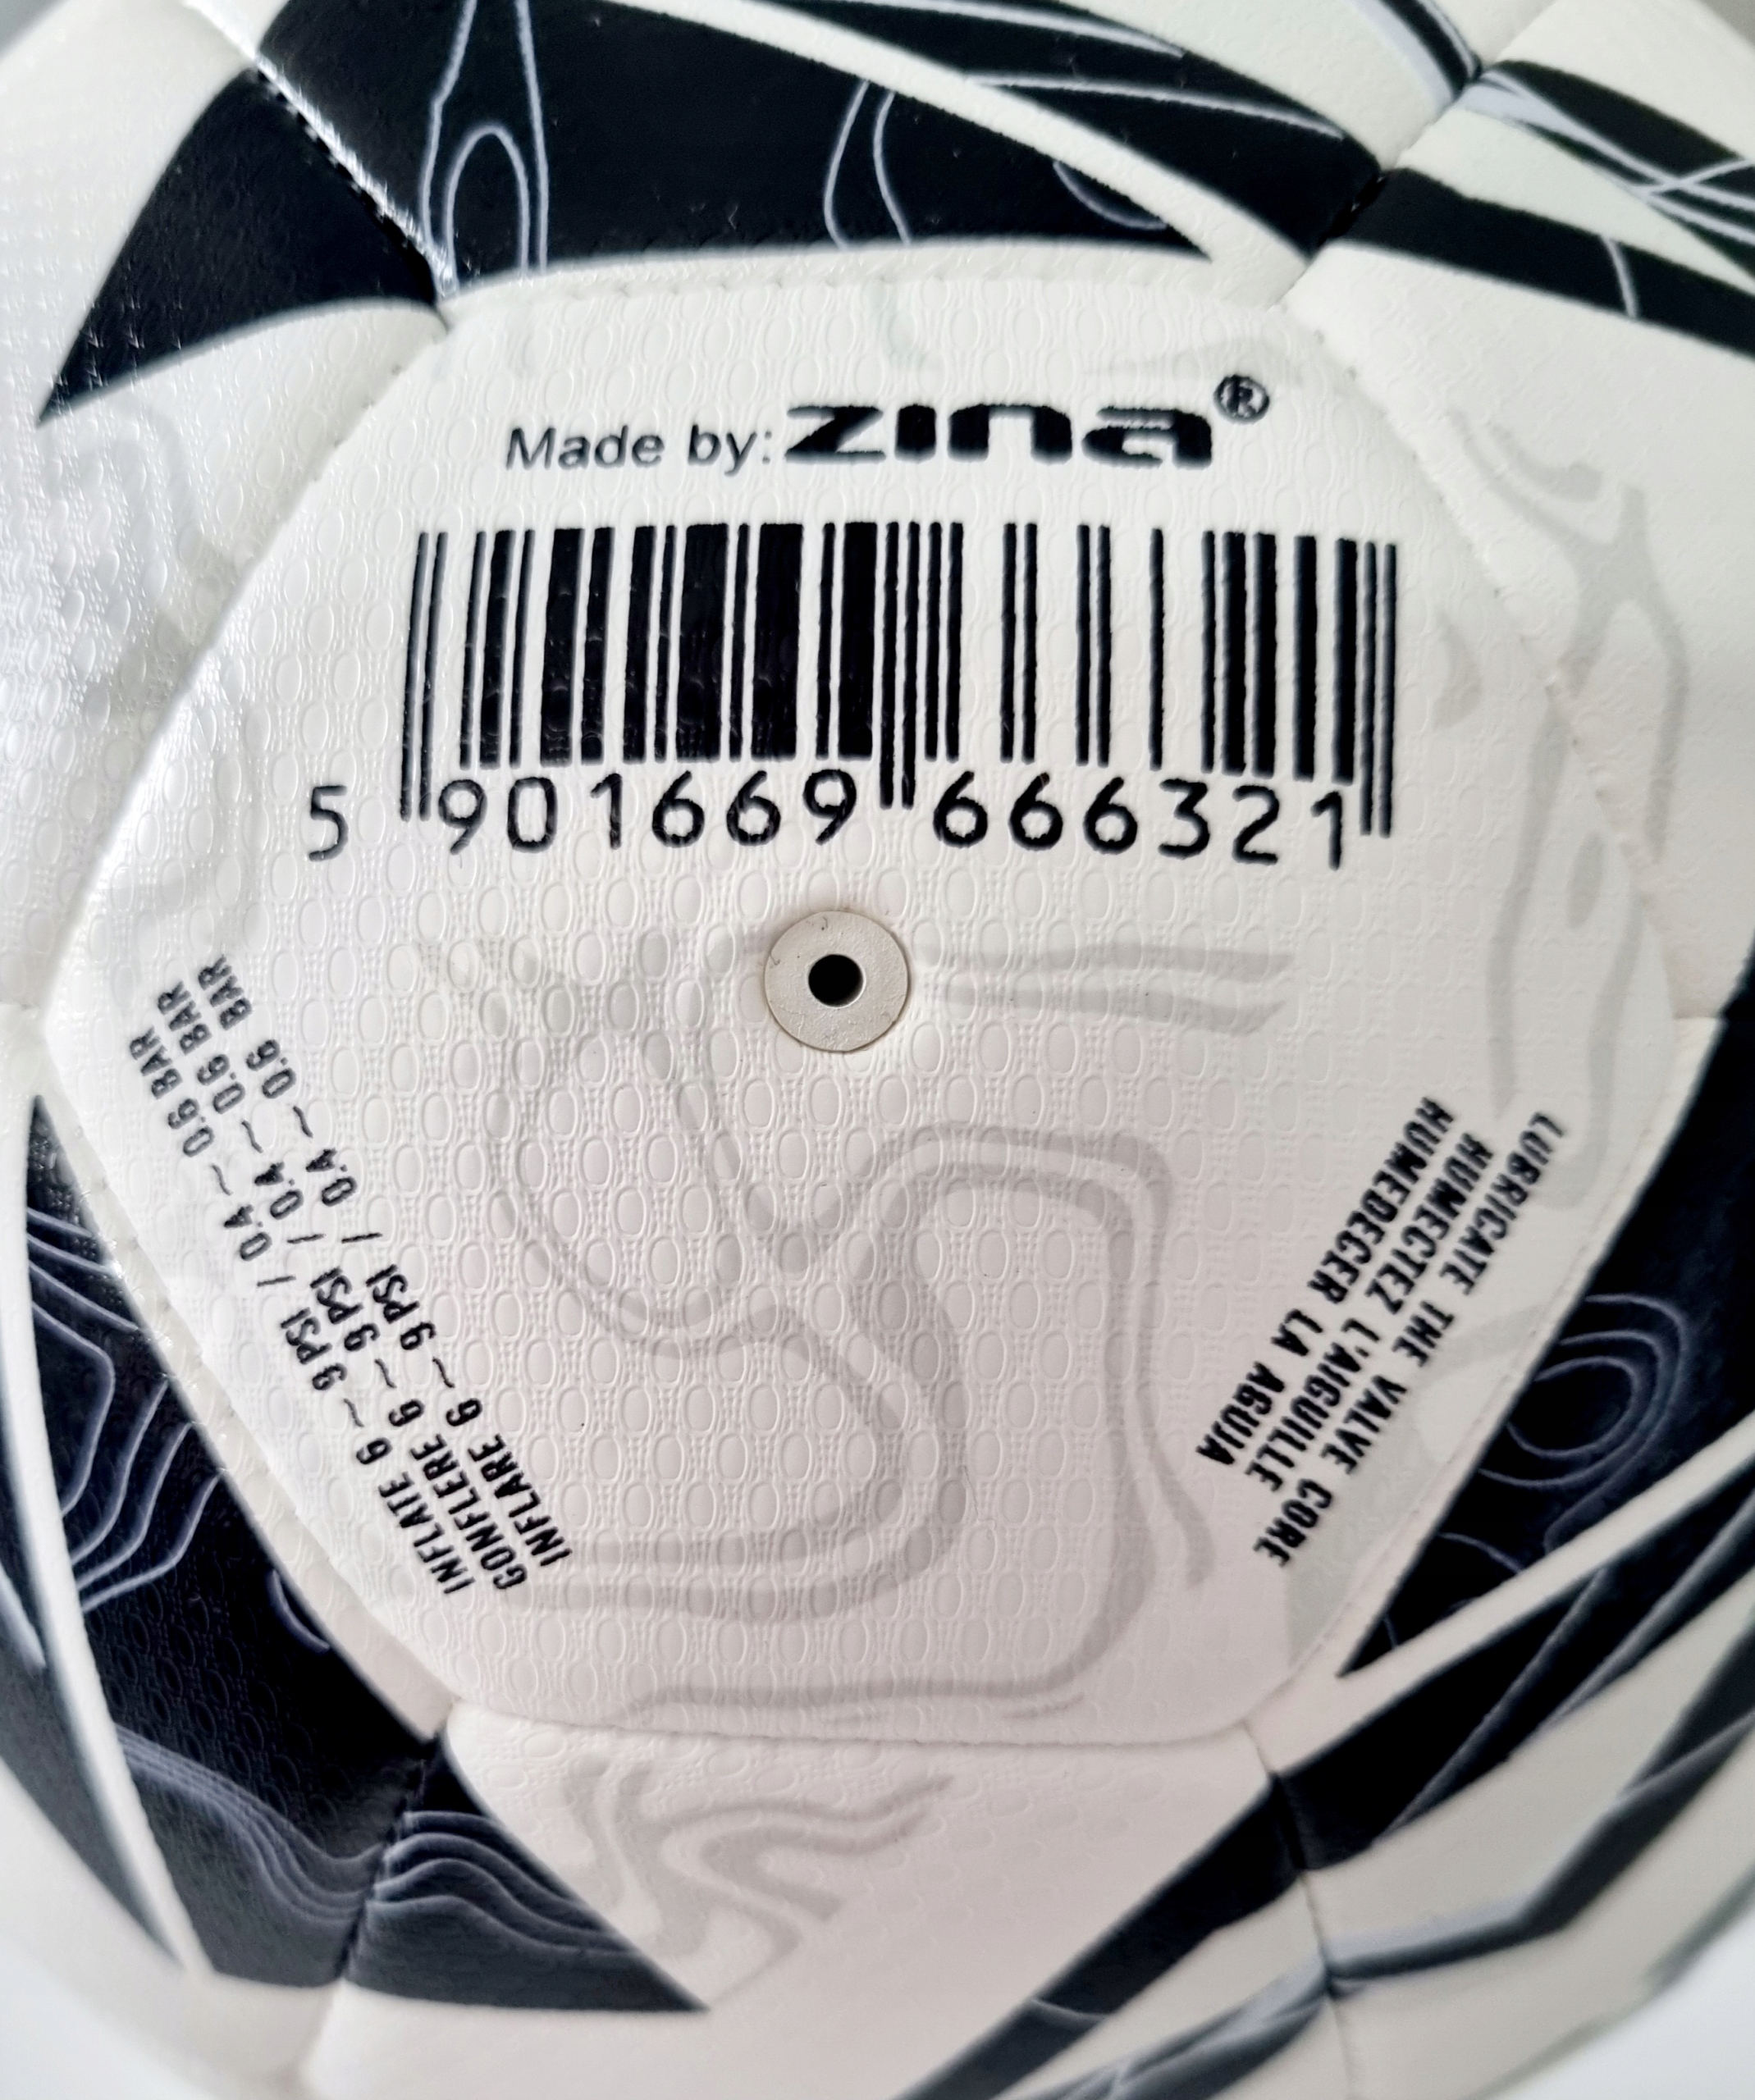 Made by: zina®
5 901669 666321
INFLATE 6 ~ 9 PSI / 0.4 ~ 0.6 BAR
GONFLERE 6 ~ 9 PSI / 0.4 ~ 0.6 BAR
INFLARE 6 ~ 9 PSI / 0.4 ~ 0.6 BAR
LUBRICATE THE VALVE CORE
HUMECTEZ L'AIGUILLE
HUMEDECER LA AGUJA